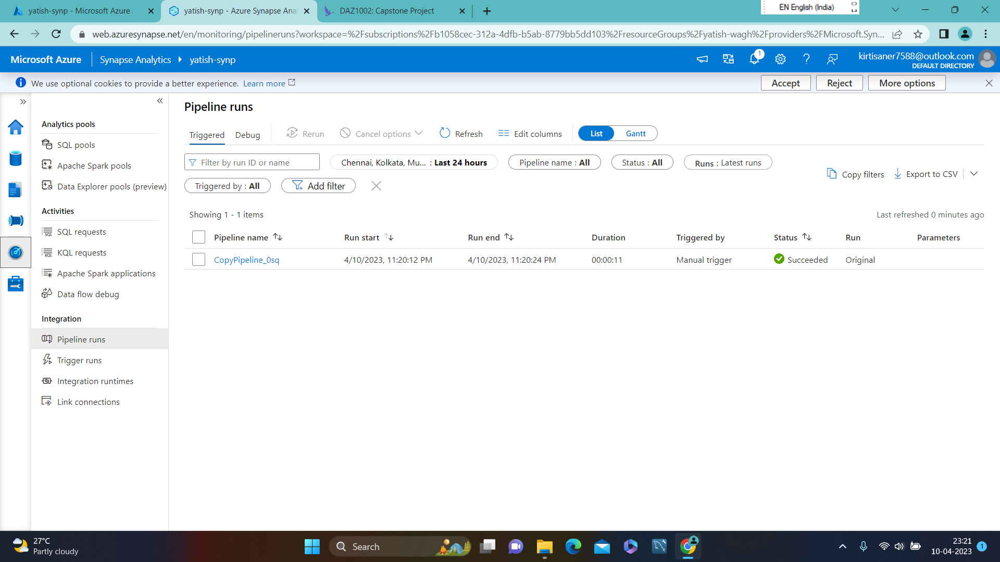 yatish-synp - Microsoft Azure
yatish-synp - Azure Synapse Ana
DAZ1002: Capstone Project
EN English (India)
web.azuresynapse.net/en/monitoring/pipelineruns?workspace=%2Fsubscriptions%2Fb1058cec-312a-4dfb-b5ab-8779bb5dd103%2FresourceGroups%2Fyatish-wagh%2Fproviders%2FMicrosoft.Syn...
Microsoft Azure
Synapse Analytics
yatish-synp
1
kirtisaner7588@outlook.com
DEFAULT DIRECTORY
We use optional cookies to provide a better experience. Learn more
Accept
Reject
More options
Analytics pools
SQL pools
Apache Spark pools
Data Explorer pools (preview)
Activities
SQL requests
KQL requests
Apache Spark applications
Data flow debug
Integration
Pipeline runs
Trigger runs
Integration runtimes
Link connections
Pipeline runs
Triggered
Debug
Rerun
Cancel options
Refresh
Edit columns
List
Gantt
Filter by run ID or name
Chennai, Kolkata, Mu... : Last 24 hours
Pipeline name : All
Status : All
Runs : Latest runs
Triggered by : All
Add filter
Copy filters
Export to CSV
Showing 1 - 1 items
Last refreshed 0 minutes ago
Pipeline name Run start Run end Duration Triggered by Status Run Parameters
CopyPipeline_0sq 4/10/2023, 11:20:12 PM 4/10/2023, 11:20:24 PM 00:00:11 Manual trigger Succeeded Original
27°C
Partly cloudy
Search
23:21
10-04-2023
1